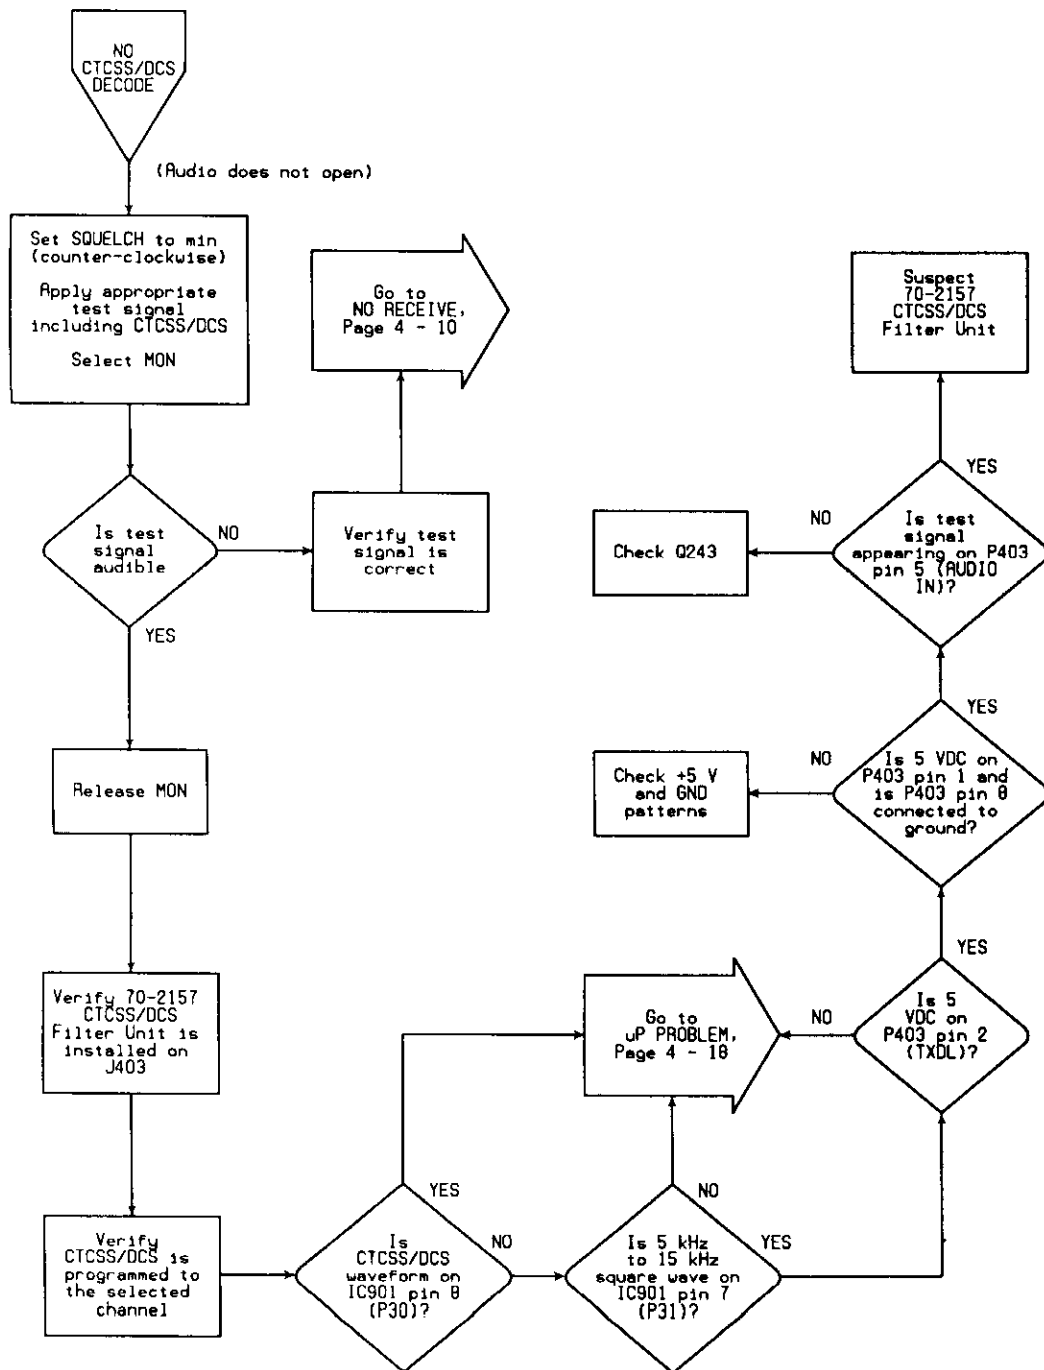 NO
CTCSS/DCS
DECODE
(Audio does not open)
Set SQUELCH to min
(counter-clockwise)
Apply appropriate
test signal
including CTCSS/DCS
Select MON
Go to
NO RECEIVE,
Page 4 - 10
Suspect
70-2157
CTCSS/DCS
Filter Unit
YES
Is test
signal
audible
NO
Verify test
signal is
correct
YES
Check Q243
NO
Is test
signal
appearing on P403
pin 5 (AUDIO
IN)?
YES
Release MON
Check +5 V
and GND
patterns
NO
Is 5 VDC on
P403 pin 1 and
is P403 pin 8
connected to
ground?
YES
Verify 70-2157
CTCSS/DCS
Filter Unit is
installed on
J403
Go to
uP PROBLEM,
Page 4 - 18
NO
Is 5
VDC on
P403 pin 2
(TXDL)?
Verify
CTCSS/DCS is
programmed to
the selected
channel
YES
Is
CTCSS/DCS
waveform on
IC901 pin 8
(P30)?
NO
NO
Is 5 kHz
to 15 kHz
square wave on
IC901 pin 7
(P31)?
YES